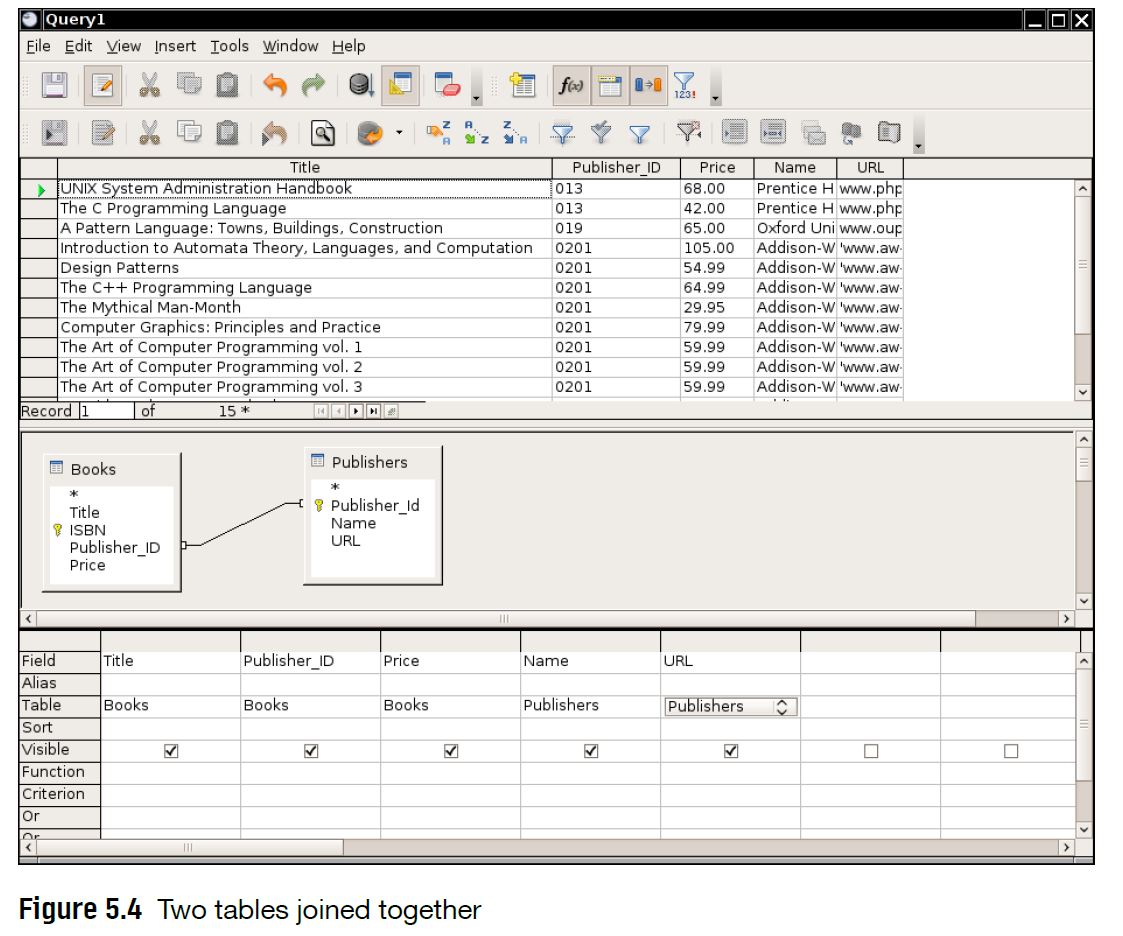 Query1
File Edit View Insert Tools Window Help
f(x) 123!
Z A A Z Z A
Title Publisher_ID Price Name URL
UNIX System Administration Handbook 013 68.00 Prentice H www.php
The C Programming Language 013 42.00 Prentice H www.php
A Pattern Language: Towns, Buildings, Construction 019 65.00 Oxford Uni www.oup
Introduction to Automata Theory, Languages, and Computation 0201 105.00 Addison-W 'www.aw-
Design Patterns 0201 54.99 Addison-W 'www.aw-
The C++ Programming Language 0201 64.99 Addison-W 'www.aw-
The Mythical Man-Month 0201 29.95 Addison-W 'www.aw-
Computer Graphics: Principles and Practice 0201 79.99 Addison-W 'www.aw-
The Art of Computer Programming vol. 1 0201 59.99 Addison-W 'www.aw-
The Art of Computer Programming vol. 2 0201 59.99 Addison-W 'www.aw-
The Art of Computer Programming vol. 3 0201 59.99 Addison-W 'www.aw-
Record 1 of 15 *
Books
*
Title
ISBN
Publisher_ID
Price
Publishers
*
Publisher_Id
Name
URL
Field Title Publisher_ID Price Name URL
Alias
Table Books Books Books Publishers Publishers
Sort
Visible
Function
Criterion
Or
Or
Figure 5.4 Two tables joined together